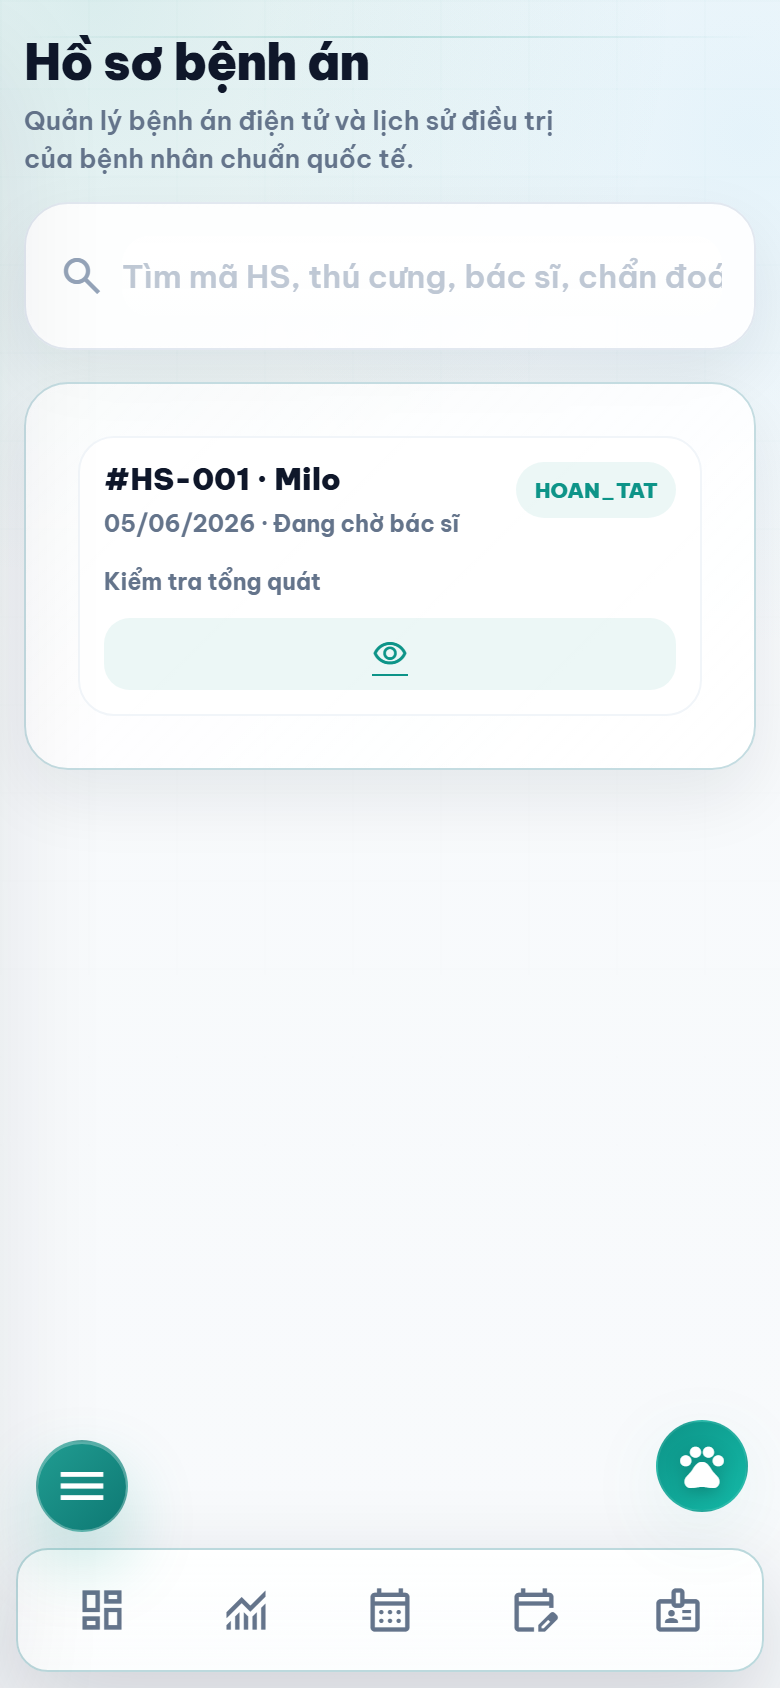 Hồ sơ bệnh án
Quản lý bệnh án điện tử và lịch sử điều trị
của bệnh nhân chuẩn quốc tế.
Tìm mã HS, thú cưng, bác sĩ, chẩn đoá
#HS-001 · Milo
HOAN_TAT
05/06/2026 · Đang chờ bác sĩ
Kiểm tra tổng quát